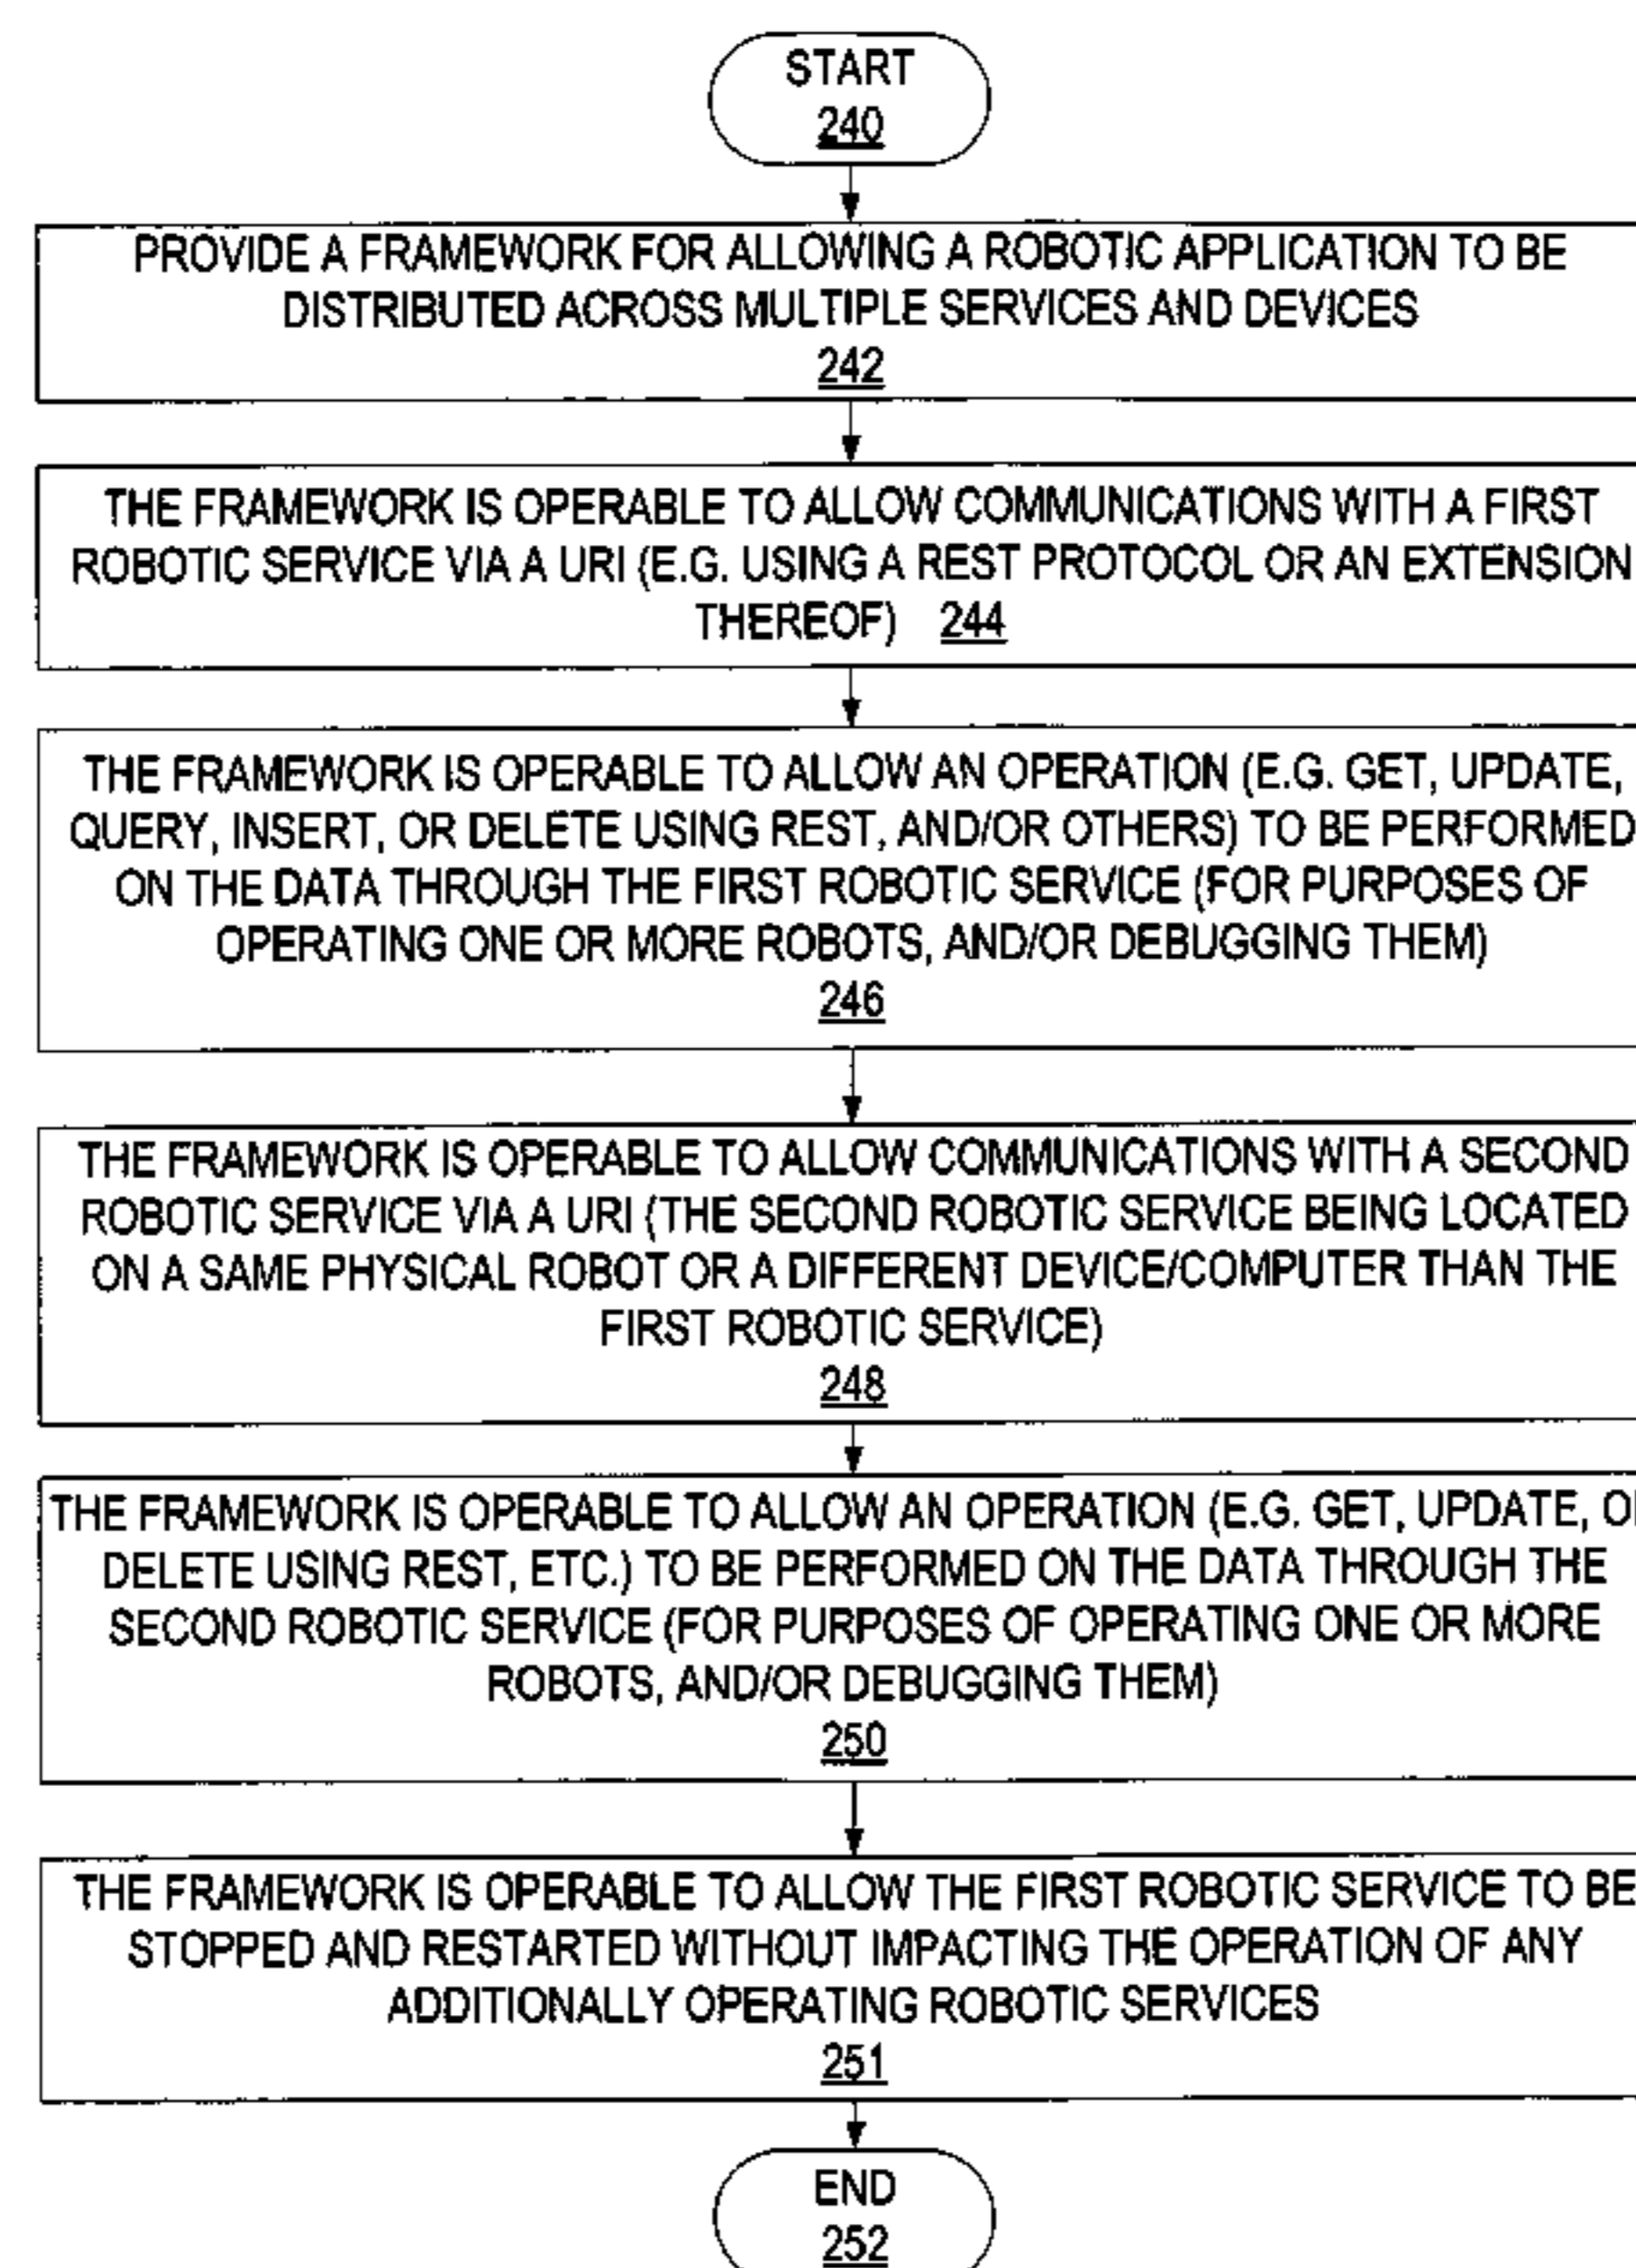 START
240
PROVIDE A FRAMEWORK FOR ALLOWING A ROBOTIC APPLICATION TO BE
DISTRIBUTED ACROSS MULTIPLE SERVICES AND DEVICES
242
THE FRAMEWORK IS OPERABLE TO ALLOW COMMUNICATIONS WITH A FIRST
ROBOTIC SERVICE VIA A URI (E.G. USING A REST PROTOCOL OR AN EXTENSION
THEREOF) 244
THE FRAMEWORK IS OPERABLE TO ALLOW AN OPERATION (E.G. GET, UPDATE,
QUERY, INSERT, OR DELETE USING REST, AND/OR OTHERS) TO BE PERFORMED
ON THE DATA THROUGH THE FIRST ROBOTIC SERVICE (FOR PURPOSES OF
OPERATING ONE OR MORE ROBOTS, AND/OR DEBUGGING THEM)
246
THE FRAMEWORK IS OPERABLE TO ALLOW COMMUNICATIONS WITH A SECOND
ROBOTIC SERVICE VIA A URI (THE SECOND ROBOTIC SERVICE BEING LOCATED
ON A SAME PHYSICAL ROBOT OR A DIFFERENT DEVICE/COMPUTER THAN THE
FIRST ROBOTIC SERVICE)
248
THE FRAMEWORK IS OPERABLE TO ALLOW AN OPERATION (E.G. GET, UPDATE,
DELETE USING REST, ETC.) TO BE PERFORMED ON THE DATA THROUGH THE
SECOND ROBOTIC SERVICE (FOR PURPOSES OF OPERATING ONE OR MORE
ROBOTS, AND/OR DEBUGGING THEM)
250
THE FRAMEWORK IS OPERABLE TO ALLOW THE FIRST ROBOTIC SERVICE TO BE
STOPPED AND RESTARTED WITHOUT IMPACTING THE OPERATION OF ANY
ADDITIONALLY OPERATING ROBOTIC SERVICES
251
END
252